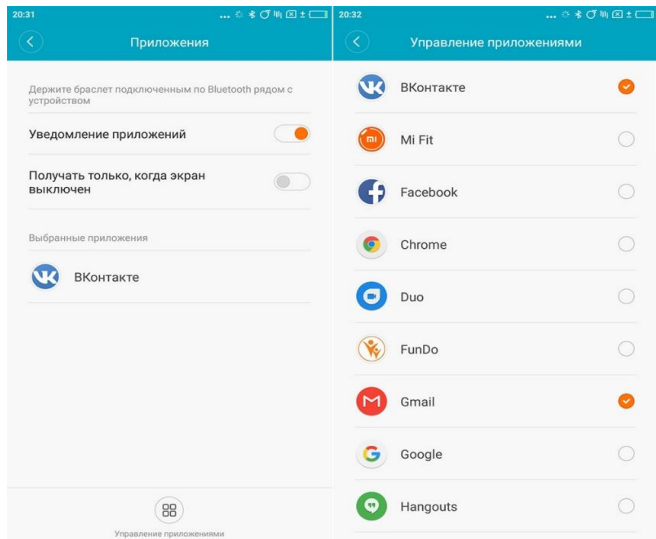 20:31
Приложения
Держите браслет подключенным по Bluetooth рядом с
устройством
Уведомление приложений
Получать только, когда экран
выключен
Выбранные приложения
ВКонтакте
Управление приложениями
20:32
Управление приложениями
ВКонтакте
Mi Fit
Facebook
Chrome
Duo
FunDo
Gmail
Google
Hangouts